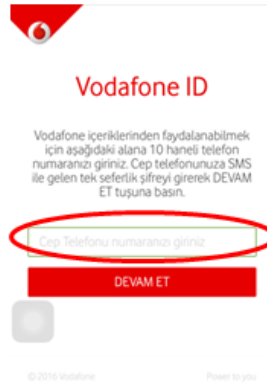 Vodafone ID
Vodafone içeriklerinden faydalanabilmek
için aşağıdaki alana 10 haneli telefon
numaranızı giriniz. Cep telefonunuza SMS
ile gelen tek seferlik şifreyi girerek DEVAM
ET tuşuna basın.
Cep Telefonu numaranızı giriniz
DEVAM ET
© 2016 Vodafone Power to you